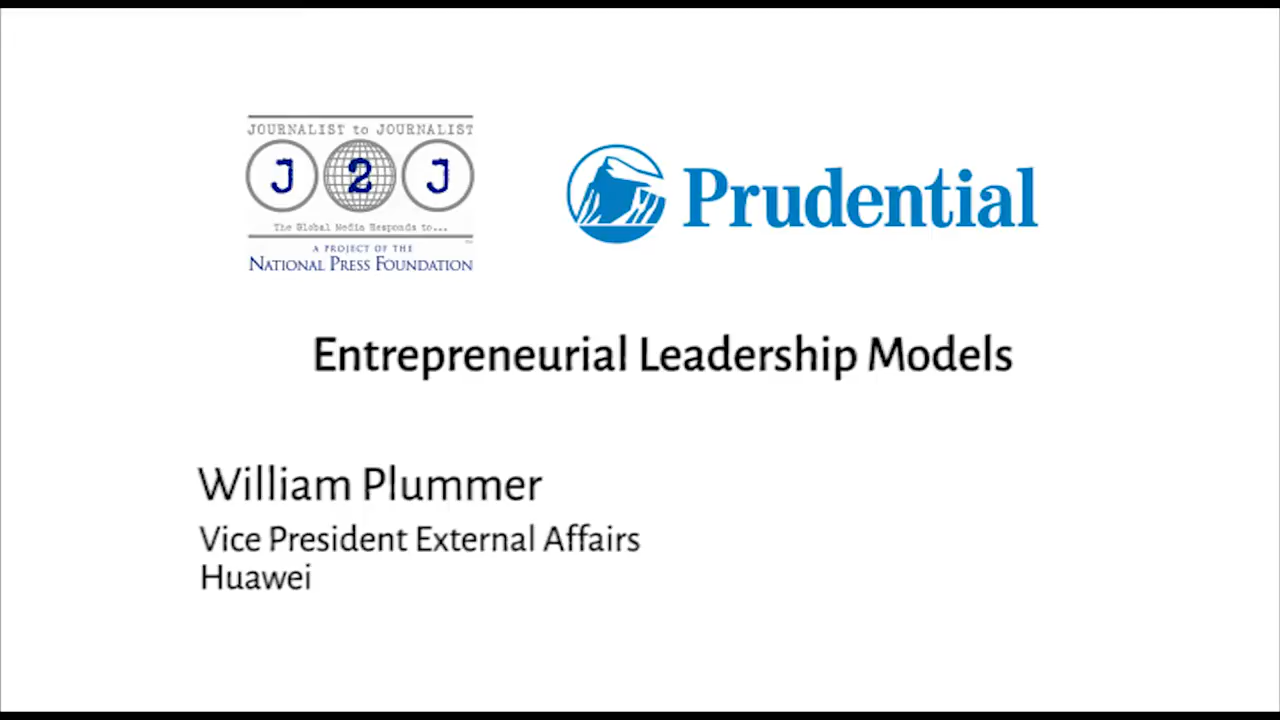 JOURNALIST to JOURNALIST
J 2 J
The Global Media Responds to...
A PROJECT OF THE
NATIONAL PRESS FOUNDATION
Prudential
Entrepreneurial Leadership Models
William Plummer
Vice President External Affairs
Huawei